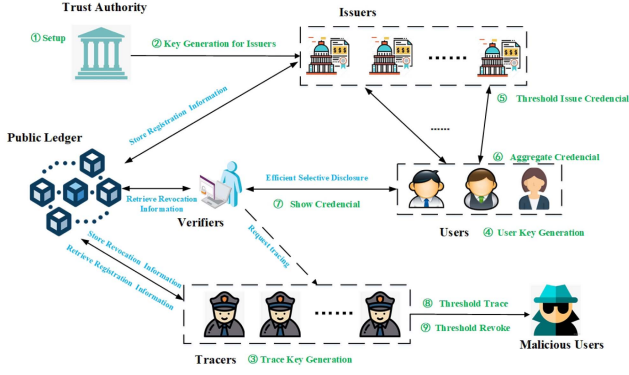 Trust Authority
Issuers
① Setup
② Key Generation for Issuers
$$$
$$$
$$$
Store Registration Information
⑤ Threshold Issue Credencial
......
Public Ledger
⑥ Aggregate Credencial
Efficient Selective Disclosure
Retrieve Revocation
Information
⑦ Show Credencial
Verifiers
Users
④ User Key Generation
Request tracing
Store Revocation Information
Retrieve Registration Information
⑧ Threshold Trace
⑨ Threshold Revoke
Tracers
③ Trace Key Generation
Malicious Users